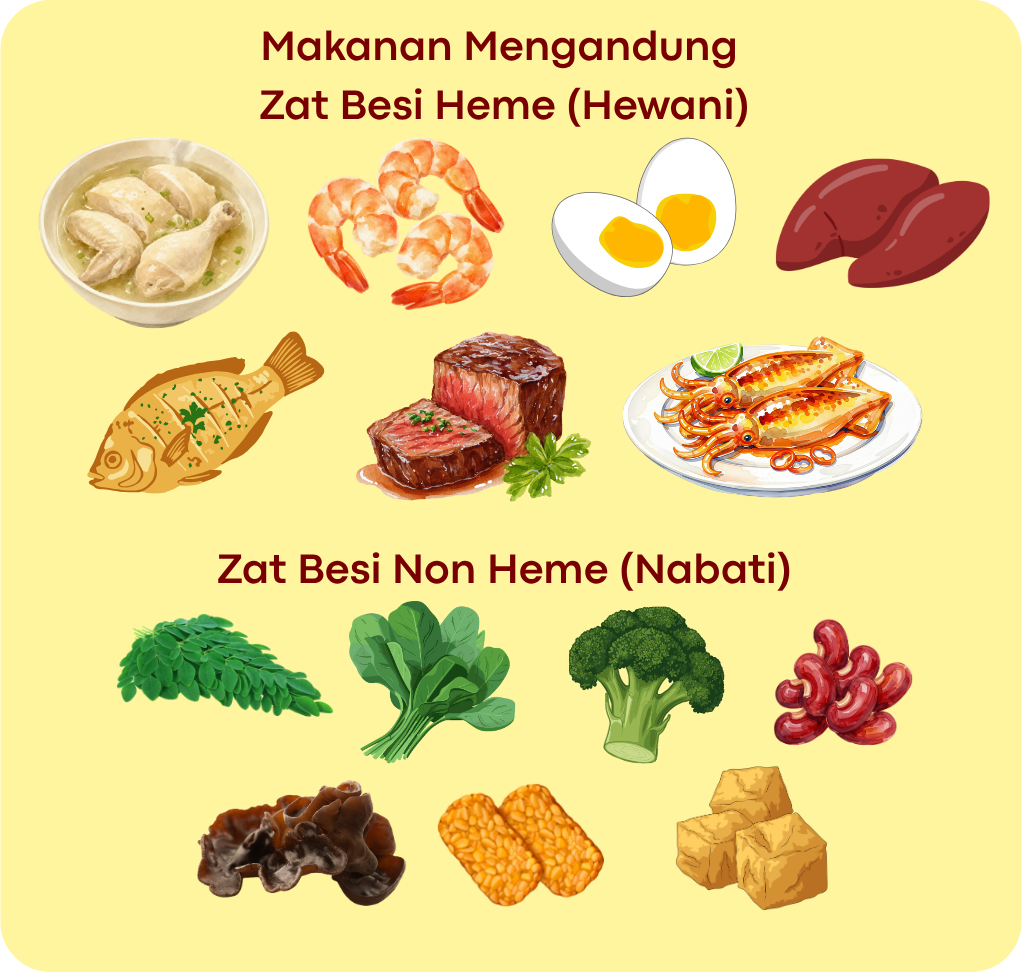 Makanan Mengandung
Zat Besi Heme (Hewani)
Zat Besi Non Heme (Nabati)